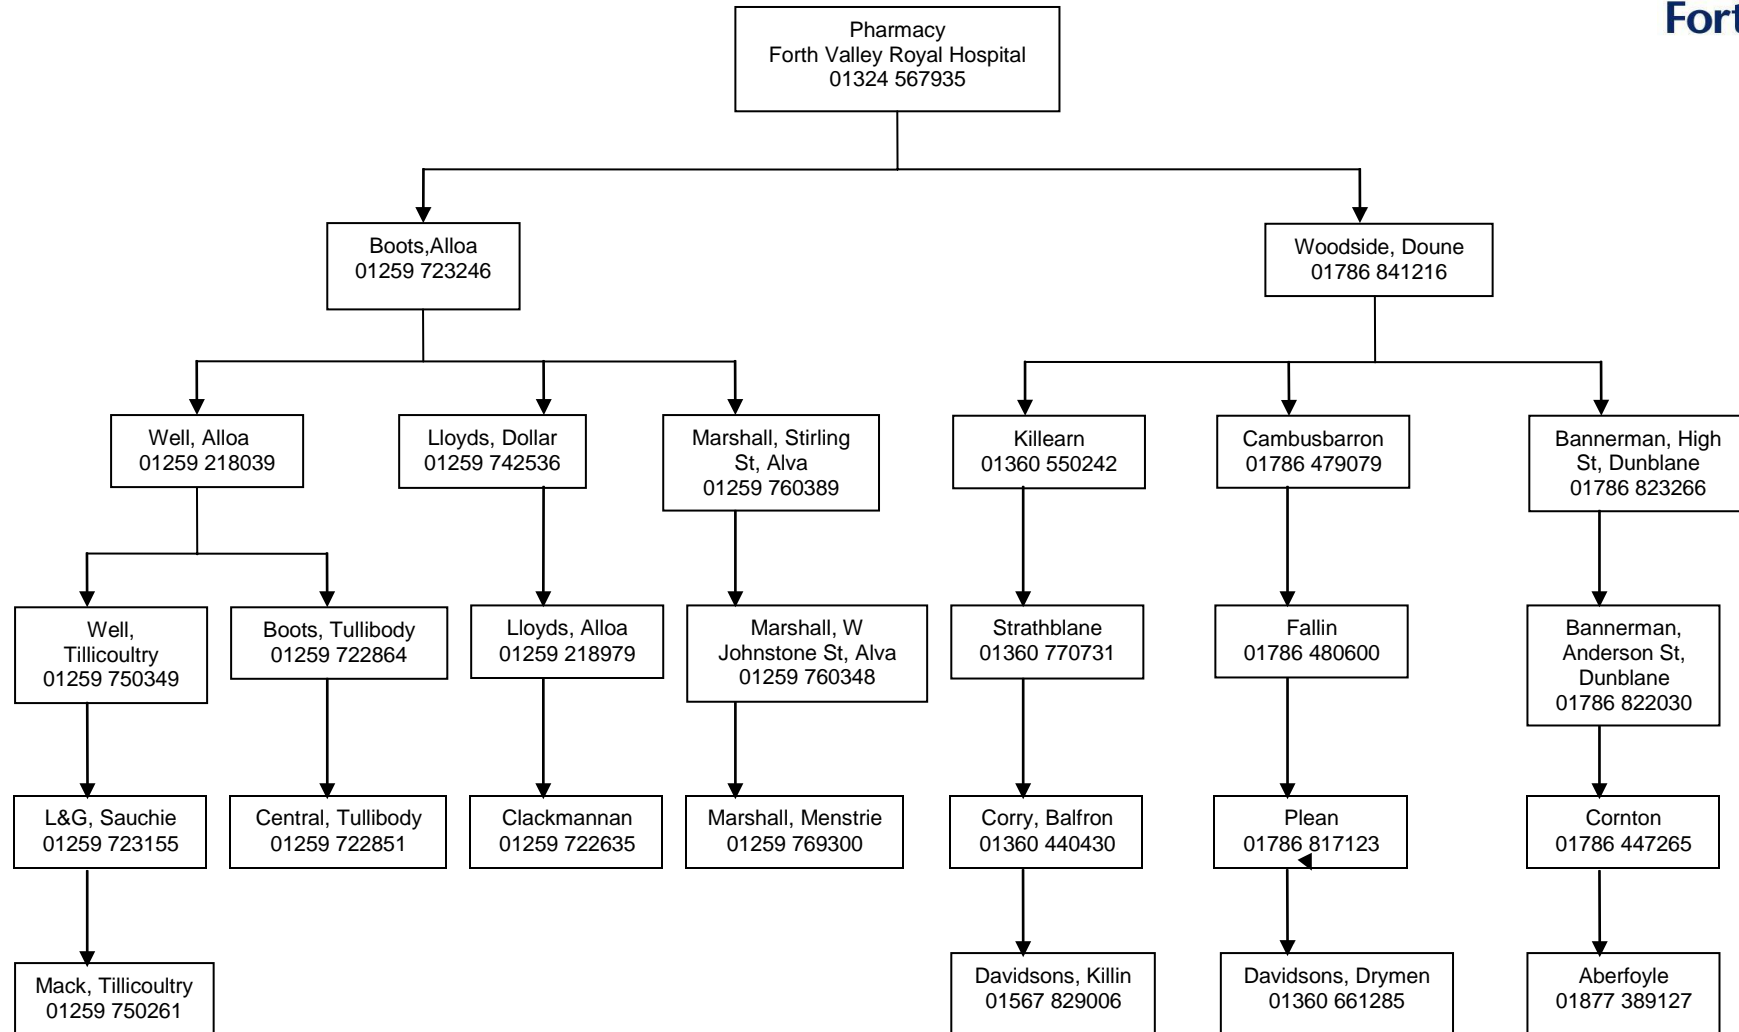 Fort
Pharmacy
Forth Valley Royal Hospital
01324 567935
Boots,Alloa
01259 723246
Woodside, Doune
01786 841216
Well, Alloa
01259 218039
Lloyds, Dollar
01259 742536
Marshall, Stirling
St, Alva
01259 760389
Killearn
01360 550242
Cambusbarron
01786 479079
Bannerman, High
St, Dunblane
01786 823266
Well,
Tillicoultry
01259 750349
Boots, Tullibody
01259 722864
Lloyds, Alloa
01259 218979
Marshall, W
Johnstone St, Alva
01259 760348
Strathblane
01360 770731
Fallin
01786 480600
Bannerman,
Anderson St,
Dunblane
01786 822030
L&G, Sauchie
01259 723155
Central, Tullibody
01259 722851
Clackmannan
01259 722635
Marshall, Menstrie
01259 769300
Corry, Balfron
01360 440430
Plean
01786 817123
Cornton
01786 447265
Mack, Tillicoultry
01259 750261
Davidsons, Killin
01567 829006
Davidsons, Drymen
01360 661285
Aberfoyle
01877 389127